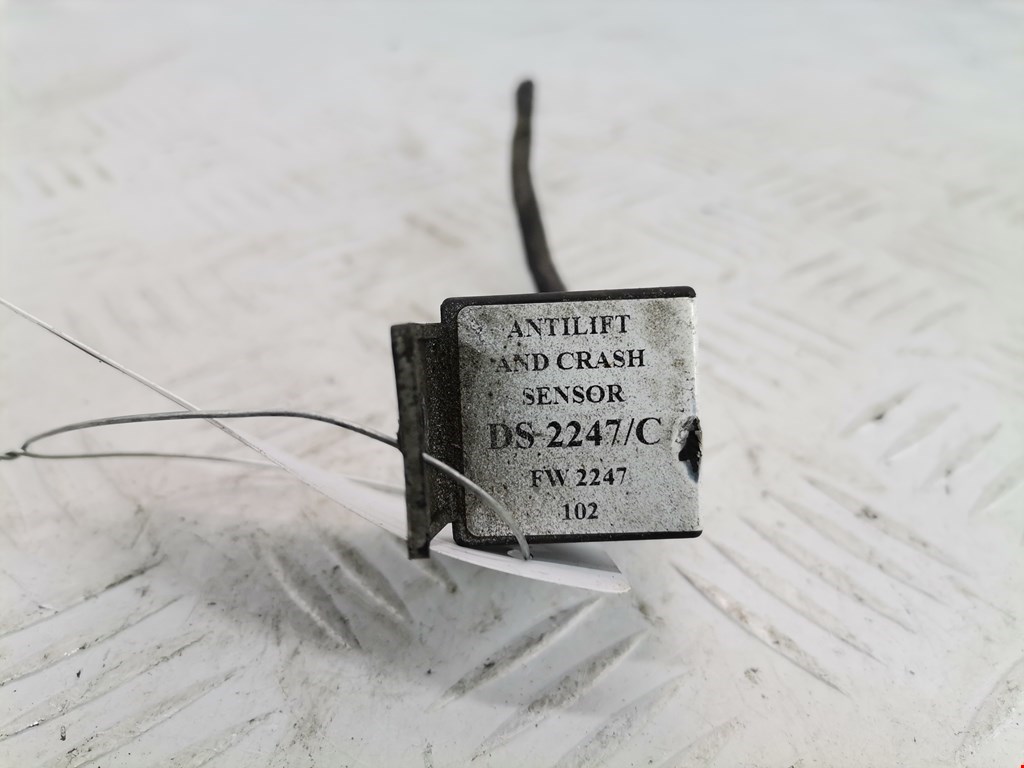 ANTILIFT
AND CRASH
SENSOR
DS-2247/C
FW 2247
102